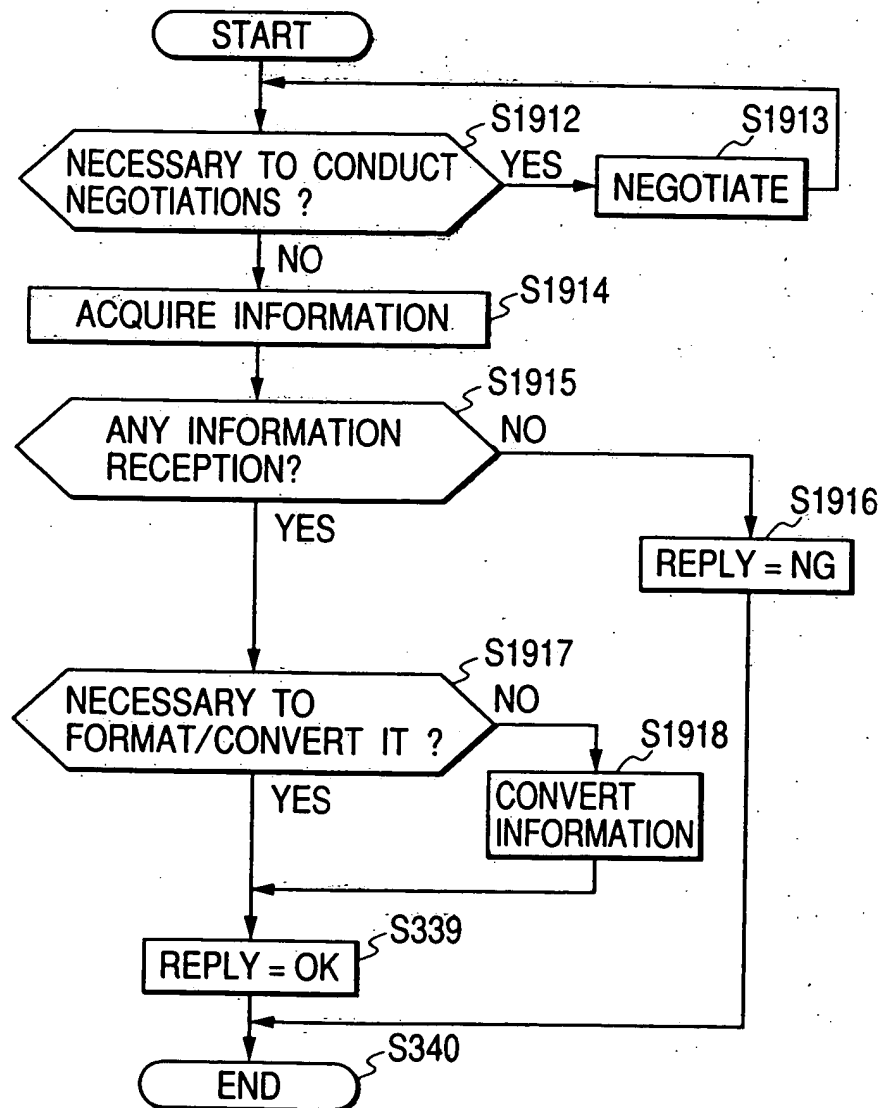 START
S1912
S1913
NECESSARY TO CONDUCT
NEGOTIATIONS ?
YES
NEGOTIATE
NO
S1914
ACQUIRE INFORMATION
S1915
ANY INFORMATION
RECEPTION?
NO
YES
S1916
REPLY = NG
S1917
NECESSARY TO
FORMAT/CONVERT IT ?
NO
S1918
YES
CONVERT
INFORMATION
S339
REPLY = OK
S340
END